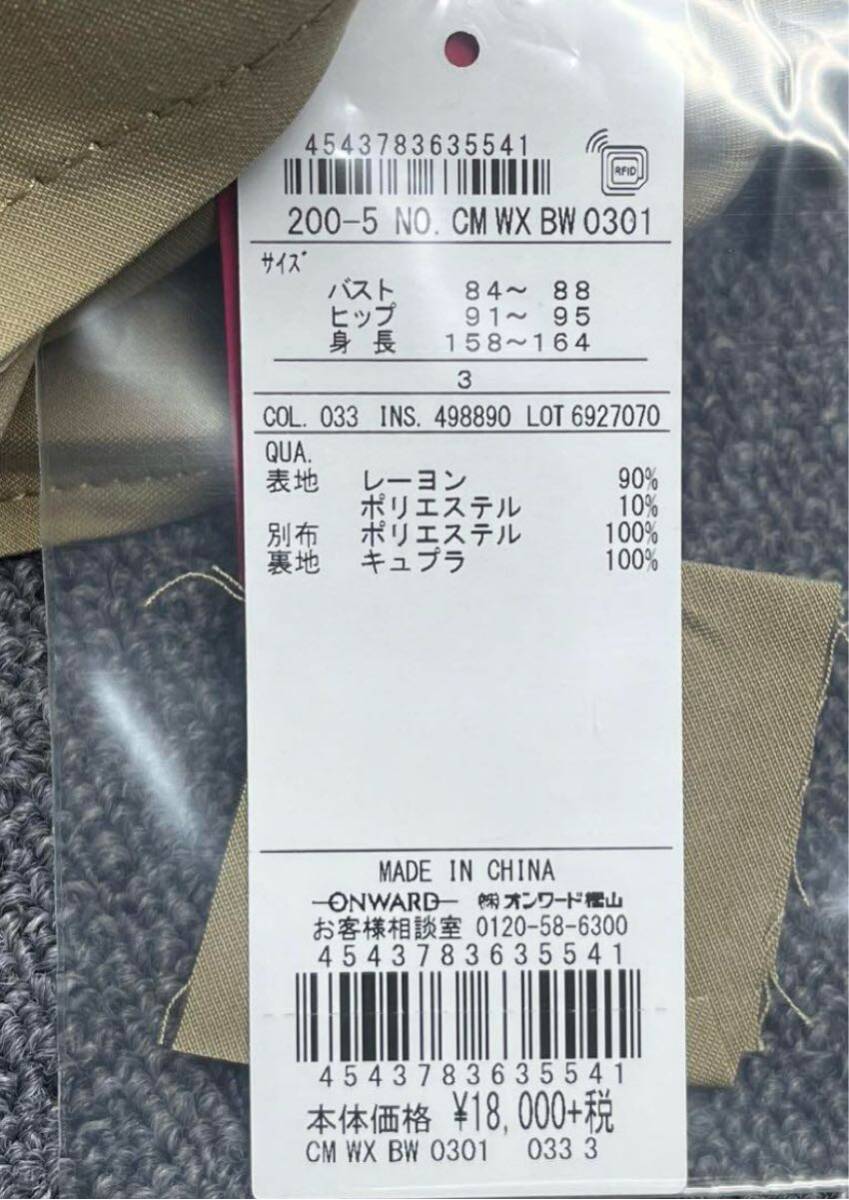 4543783635541
RFID
200-5 NO. CM WX BW 0301
サイズ
バスト 84～ 88
ヒップ 91～ 95
身長 158～164
3
COL. 033 INS. 498890 LOT 6927070
QUA.
表地 レーヨン 90%
ポリエステル 10%
別布 ポリエステル 100%
裏地 キュプラ 100%
MADE IN CHINA
ONWARD ㈱オンワード樫山
お客様相談室 0120-58-6300
4543783635541
4543783635541
本体価格 ¥18,000+税
CM WX BW 0301 033 3